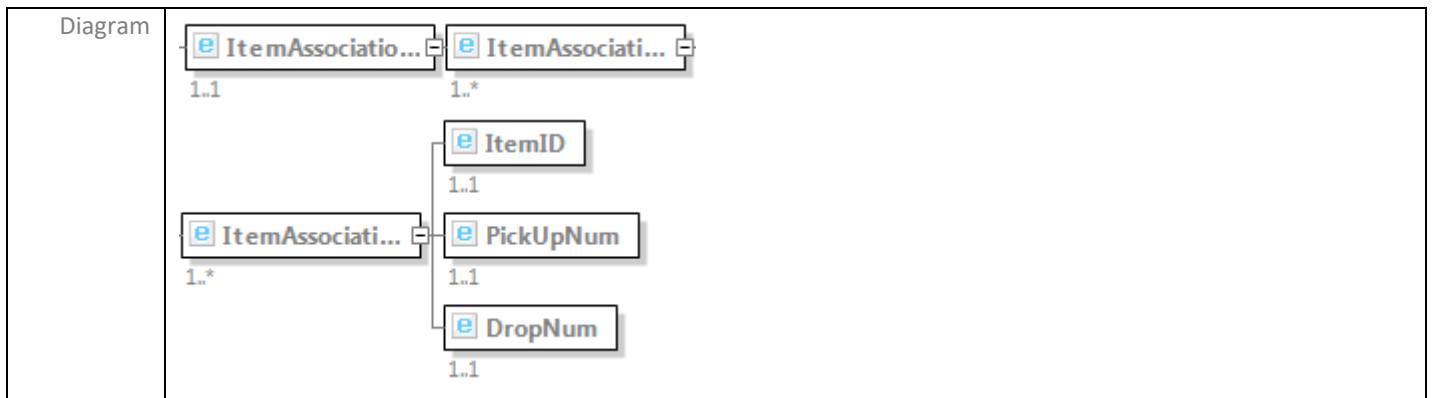 Diagram
ItemAssociatio... ItemAssociati...
1..1 1..*
ItemID
1..1
ItemAssociati... PickUpNum
1..* 1..1
DropNum
1..1